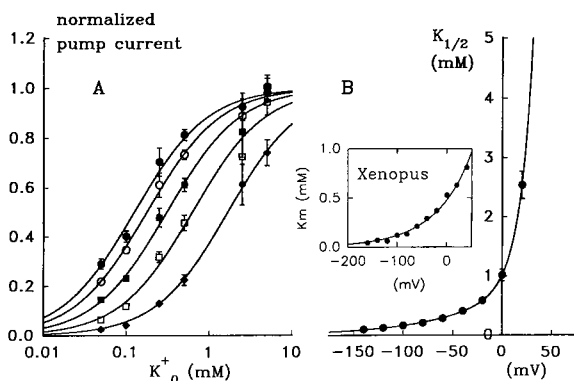 normalized
pump current
A
1.2
1.0
0.8
0.6
0.4
0.2
0.0
0.01 0.1 1 10
K⁺₀ (mM)
B
K₁/₂
(mM)
5
4
3
2
1
0
-150 -100 -50 0
(mV)
Xenopus
Km (mM)
1.0
0.5
0.0
-200 -100 0
(mV)